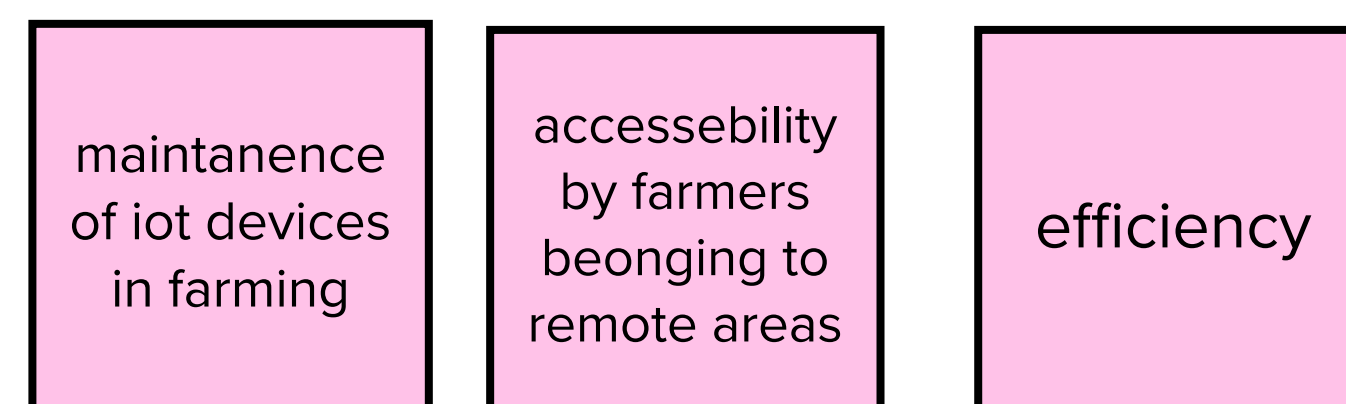 maintanence
of iot devices
in farming
accessebility
by farmers
beonging to
remote areas
efficiency